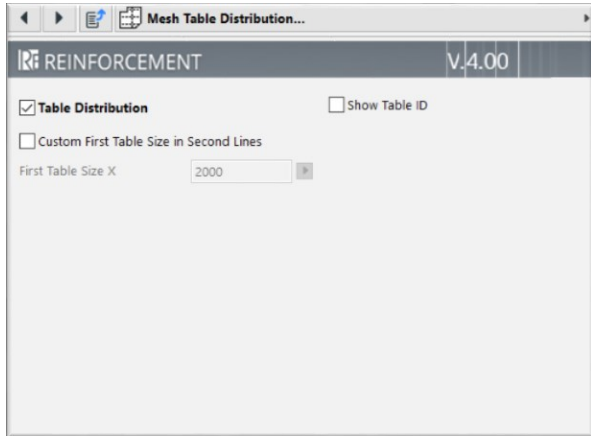 Mesh Table Distribution...
REINFORCEMENT V.4.00
Table Distribution
Show Table ID
Custom First Table Size in Second Lines
First Table Size X 2000